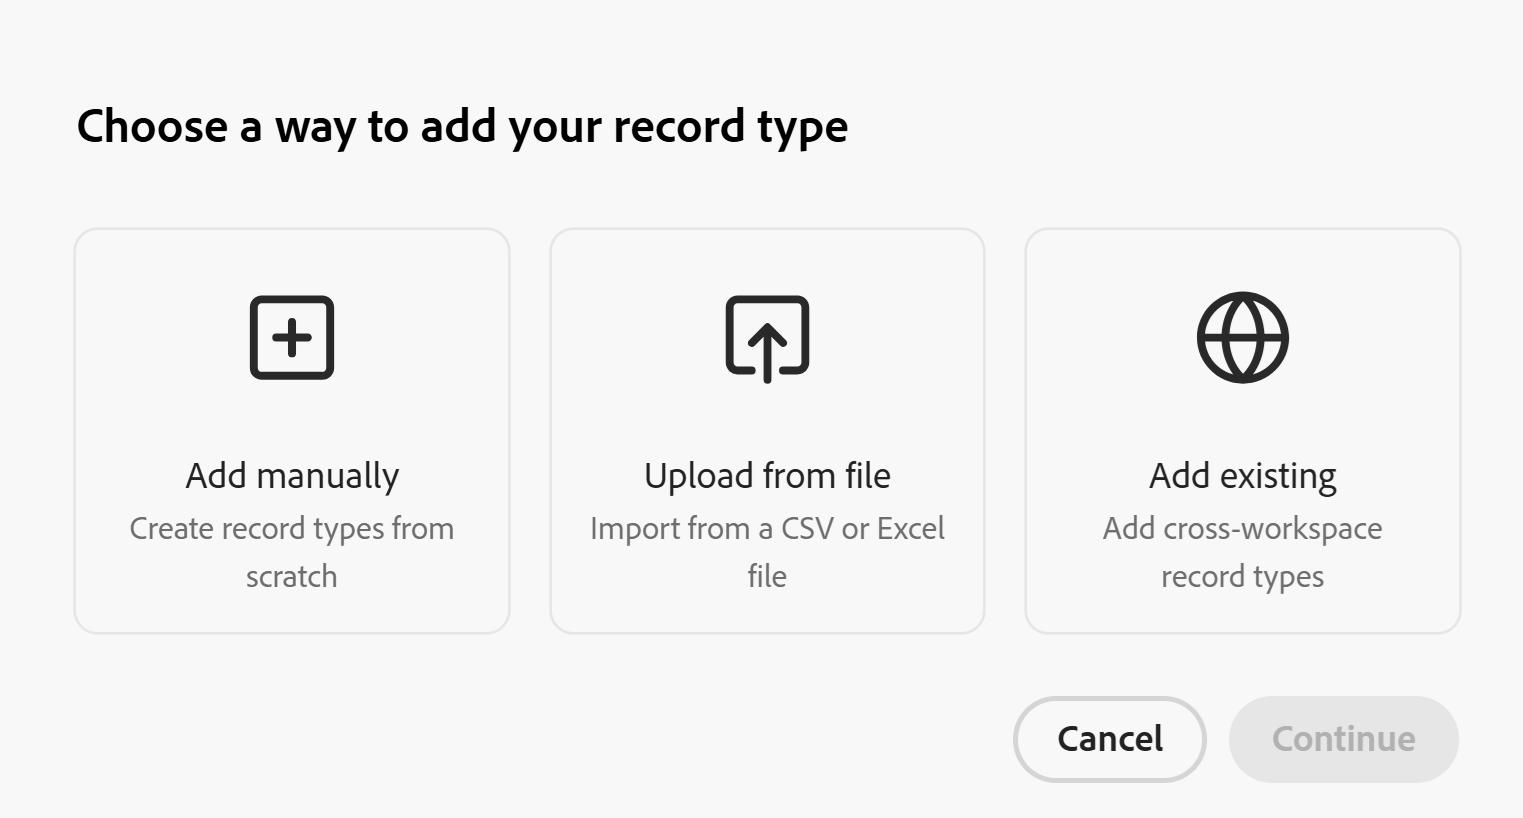 Choose a way to add your record type
Add manually
Create record types from
scratch
Upload from file
Import from a CSV or Excel
file
Add existing
Add cross-workspace
record types
Cancel
Continue